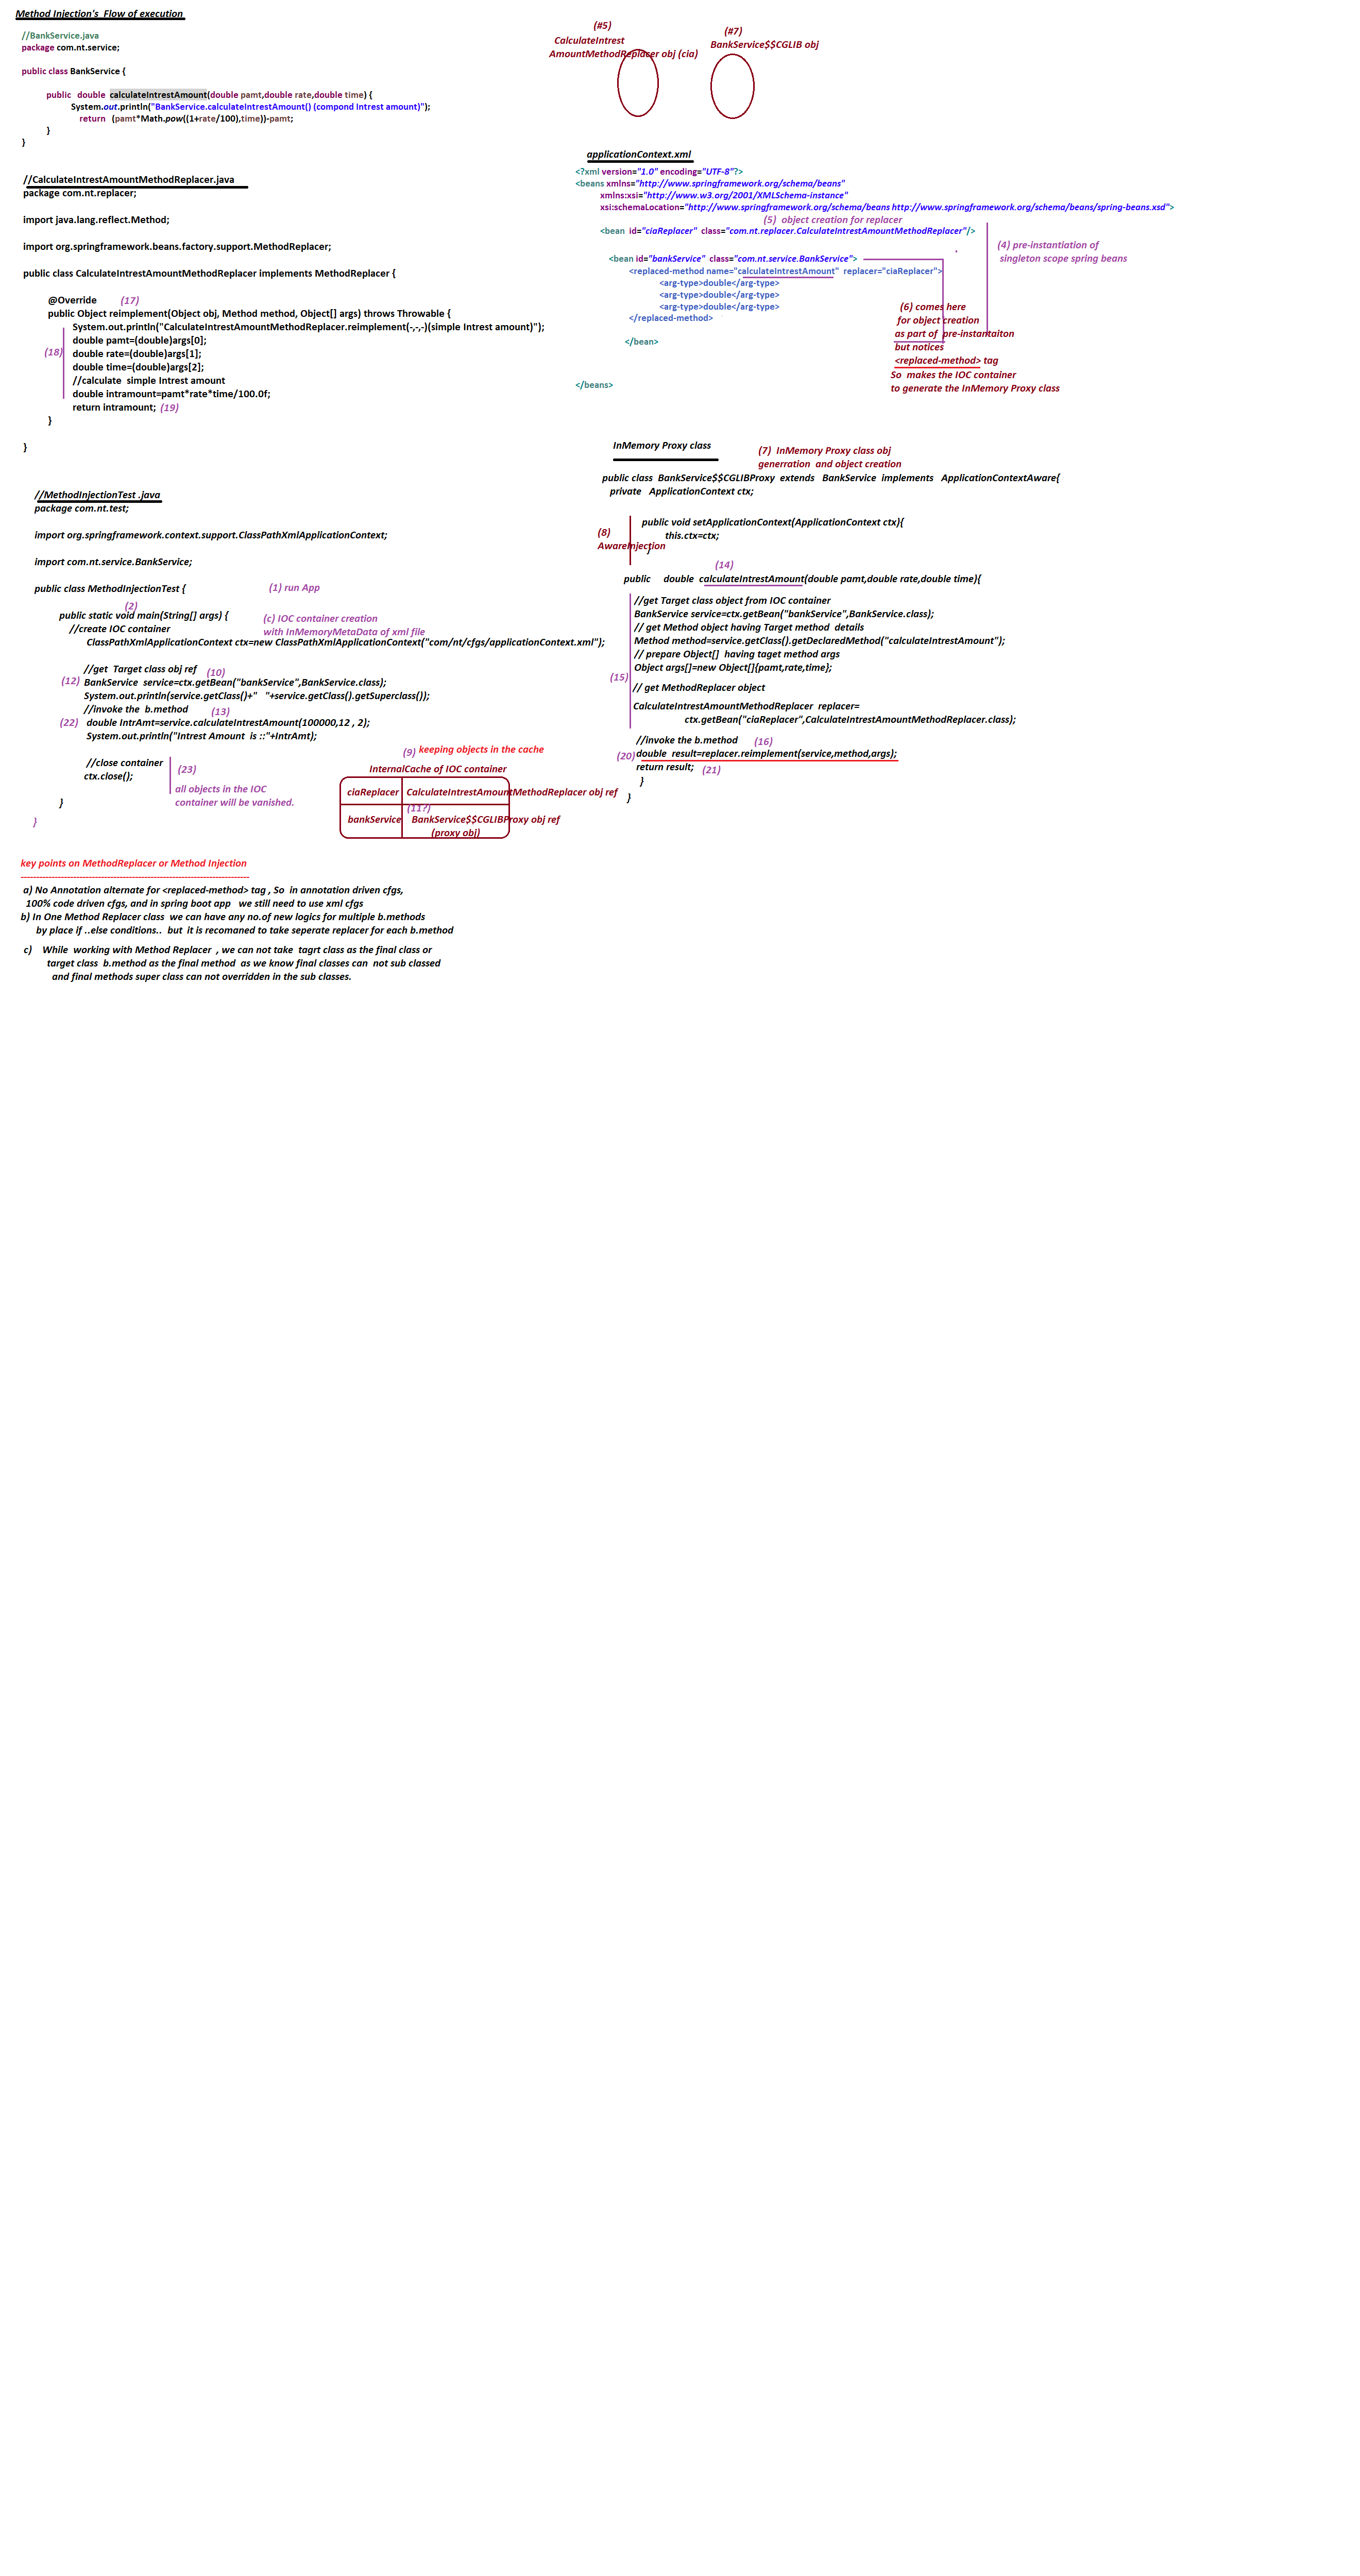 Method Injection's  Flow of execution
//BankService.java
package com.nt.service;
public class BankService {
public  double  calculateIntrestAmount(double pamt,double rate,double time) {
System.out.println("BankService.calculateIntrestAmount() (compond Intrest amount)");
return  (pamt*Math.pow((1+rate/100),time))-pamt;
}
}
//CalculateIntrestAmountMethodReplacer.java
package com.nt.replacer;
import java.lang.reflect.Method;
import org.springframework.beans.factory.support.MethodReplacer;
public class CalculateIntrestAmountMethodReplacer implements MethodReplacer {
@Override (17)
public Object reimplement(Object obj, Method method, Object[] args) throws Throwable {
System.out.println("CalculateIntrestAmountMethodReplacer.reimplement(-,-,-)(simple Intrest amount)");
double pamt=(double)args[0];
double rate=(double)args[1];
(18)
double time=(double)args[2];
//calculate  simple Intrest amount
double intramount=pamt*rate*time/100.0f;
return intramount; (19)
}
}
//MethodInjectionTest .java
package com.nt.test;
import org.springframework.context.support.ClassPathXmlApplicationContext;
import com.nt.service.BankService;
public class MethodInjectionTest { (1) run App
(2)
public static void main(String[] args) { (c) IOC container creation
//create IOC container with InMemoryMetaData of xml file
ClassPathXmlApplicationContext ctx=new ClassPathXmlApplicationContext("com/nt/cfgs/applicationContext.xml");
//get  Target class obj ref (10)
(12) BankService  service=ctx.getBean("bankService",BankService.class);
System.out.println(service.getClass()+"   "+service.getClass().getSuperclass());
//invoke the  b.method (13)
(22) double IntrAmt=service.calculateIntrestAmount(100000,12 , 2);
System.out.println("Intrest Amount  is ::"+IntrAmt);
//close container (23)
ctx.close();
all objects in the IOC
container will be vanished.
}
}
(9) keeping objects in the cache
InternalCache of IOC container
ciaReplacer CalculateIntrestAmountMethodReplacer obj ref
(11?)
bankService BankService$$CGLIBProxy obj ref
(proxy obj)
key points on MethodReplacer or Method Injection
---------------------------------------------------------------------------
a) No Annotation alternate for <replaced-method> tag , So  in annotation driven cfgs,
100% code driven cfgs, and in spring boot app   we still need to use xml cfgs
b) In One Method Replacer class  we can have any no.of new logics for multiple b.methods
by place if ..else conditions..  but  it is recomaned to take seperate replacer for each b.method
c)    While  working with Method Replacer  , we can not take  tagrt class as the final class or
target class  b.method as the final method  as we know final classes can  not sub classed
and final methods super class can not overridden in the sub classes.
(#5)
CalculateIntrest
AmountMethodReplacer obj (cia)
(#7)
BankService$$CGLIB obj
applicationContext.xml
<?xml version="1.0" encoding="UTF-8"?>
<beans xmlns="http://www.springframework.org/schema/beans"
xmlns:xsi="http://www.w3.org/2001/XMLSchema-instance"
xsi:schemaLocation="http://www.springframework.org/schema/beans http://www.springframework.org/schema/beans/spring-beans.xsd">
(5)  object creation for replacer
<bean  id="ciaReplacer"  class="com.nt.replacer.CalculateIntrestAmountMethodReplacer"/>
(4) pre-instantiation of
singleton scope spring beans
<bean id="bankService"  class="com.nt.service.BankService">
<replaced-method name="calculateIntrestAmount"  replacer="ciaReplacer">
<arg-type>double</arg-type>
<arg-type>double</arg-type>
<arg-type>double</arg-type>
</replaced-method>
</bean>
</beans>
(6) comes here
for object creation
as part of  pre-instantaiton
but notices
<replaced-method> tag
So  makes the IOC container
to generate the InMemory Proxy class
InMemory Proxy class
(7)  InMemory Proxy class obj
generration  and object creation
public class  BankService$$CGLIBProxy  extends   BankService  implements   ApplicationContextAware{
private   ApplicationContext ctx;
public void setApplicationContext(ApplicationContext ctx){
(8) this.ctx=ctx;
AwareInjection
}
(14)
public     double  calculateIntrestAmount(double pamt,double rate,double time){
//get Target class object from IOC container
BankService service=ctx.getBean("bankService",BankService.class);
// get Method object having Target method  details
Method method=service.getClass().getDeclaredMethod("calculateIntrestAmount");
// prepare Object[]  having taget method args
Object args[]=new Object[]{pamt,rate,time};
(15)
// get MethodReplacer object
CalculateIntrestAmountMethodReplacer  replacer=
ctx.getBean("ciaReplacer",CalculateIntrestAmountMethodReplacer.class);
//invoke the b.method (16)
(20) double  result=replacer.reimplement(service,method,args);
return result; (21)
}
}